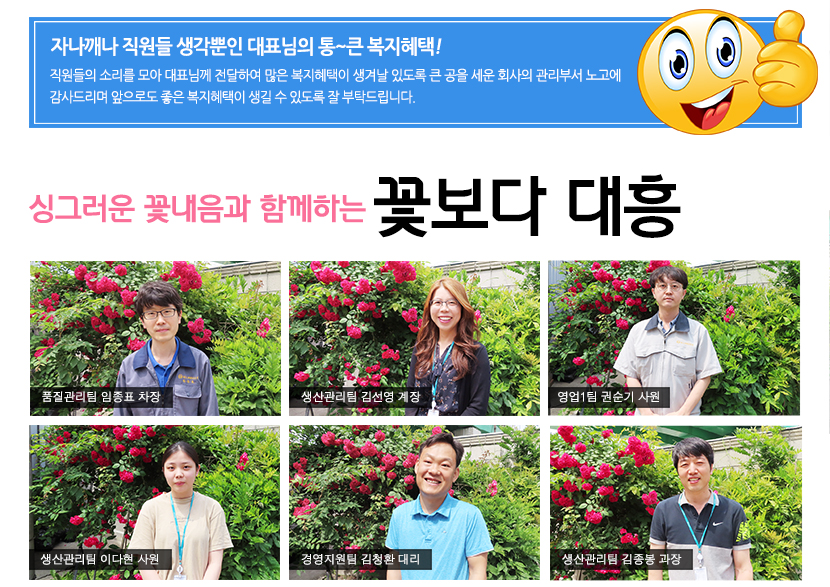 자나깨나 직원들 생각뿐인 대표님의 통~큰 복지혜택!
직원들의 소리를 모아 대표님께 전달하여 많은 복지혜택이 생겨날 있도록 큰 공을 세운 회사의 관리부서 노고에
감사드리며 앞으로도 좋은 복지혜택이 생길 수 있도록 잘 부탁드립니다.
싱그러운 꽃내음과 함께하는 꽃보다 대흥
품질관리팀 임종표 차장
생산관리팀 김선영 계장
영업1팀 권순기 사원
생산관리팀 이다현 사원
경영지원팀 김청환 대리
생산관리팀 김종봉 과장